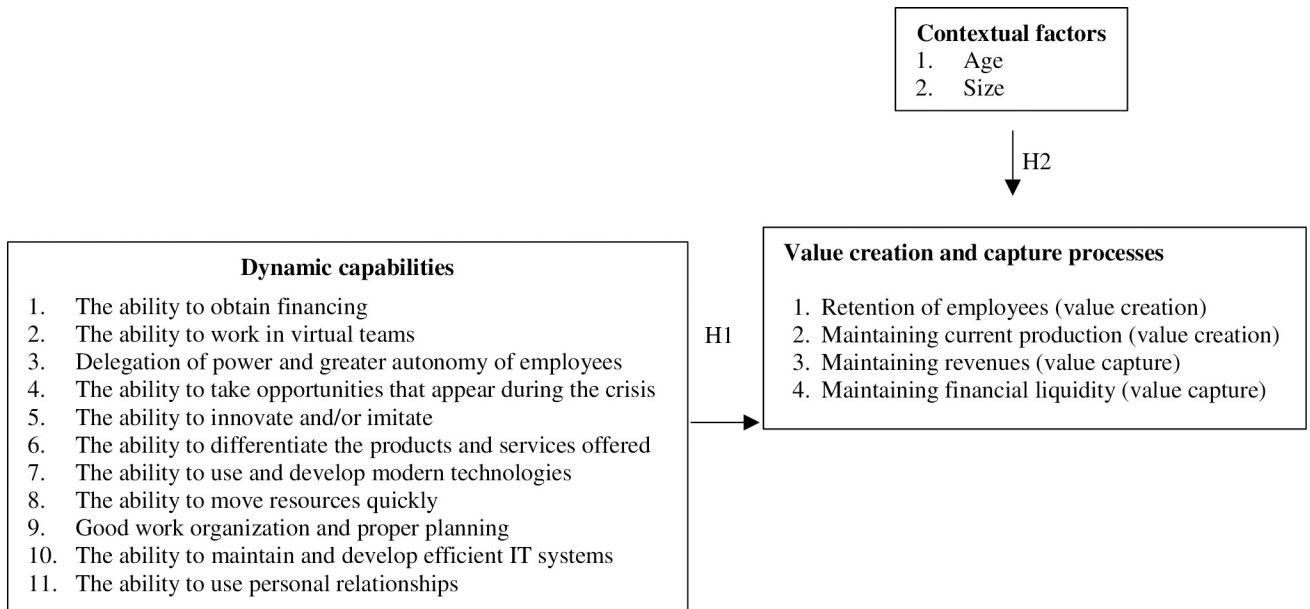 Contextual factors
1. Age
2. Size
H2
Dynamic capabilities
1. The ability to obtain financing
2. The ability to work in virtual teams
3. Delegation of power and greater autonomy of employees
4. The ability to take opportunities that appear during the crisis
5. The ability to innovate and/or imitate
6. The ability to differentiate the products and services offered
7. The ability to use and develop modern technologies
8. The ability to move resources quickly
9. Good work organization and proper planning
10. The ability to maintain and develop efficient IT systems
11. The ability to use personal relationships
H1
Value creation and capture processes
1. Retention of employees (value creation)
2. Maintaining current production (value creation)
3. Maintaining revenues (value capture)
4. Maintaining financial liquidity (value capture)